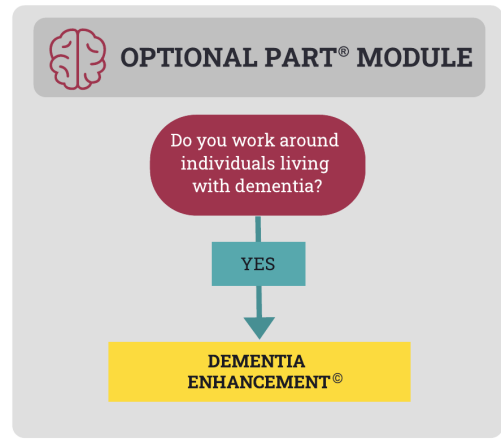 OPTIONAL PART® MODULE
Do you work around
individuals living
with dementia?
YES
DEMENTIA
ENHANCEMENT©